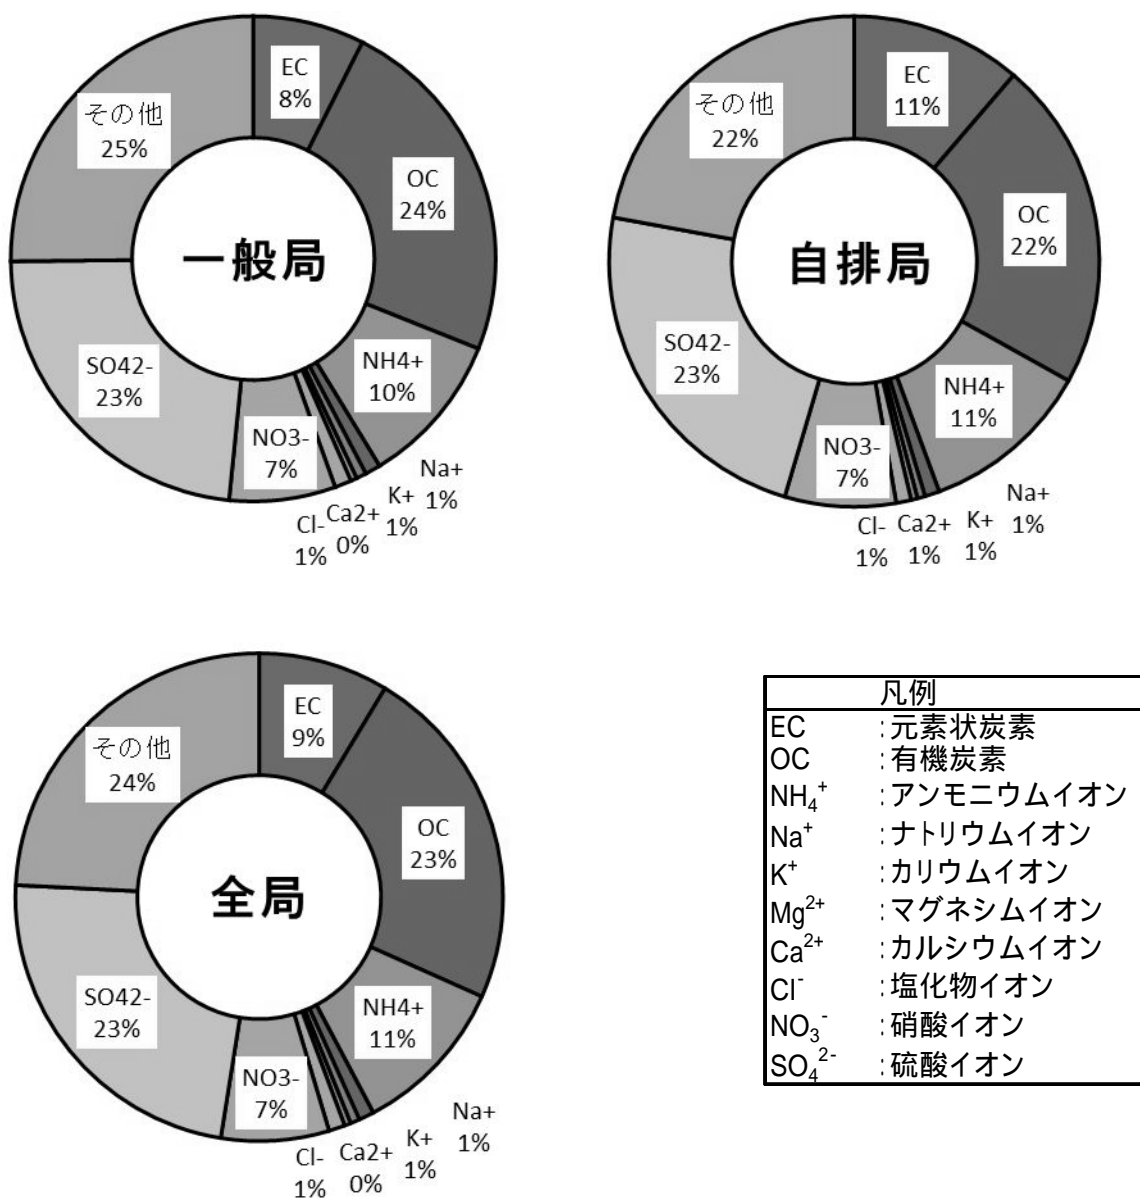 EC
8%
OC
24%
NH4+
10%
Na+
1%
K+
1%
Ca2+
0%
Cl-
1%
NO3-
7%
SO42-
23%
その他
25%
一般局
EC
11%
OC
22%
NH4+
11%
Na+
1%
K+
1%
Ca2+
1%
Cl-
1%
NO3-
7%
SO42-
23%
その他
22%
自排局
EC
9%
OC
23%
NH4+
11%
Na+
1%
K+
1%
Ca2+
0%
Cl-
1%
NO3-
7%
SO42-
23%
その他
24%
全局
凡例
EC :元素状炭素
OC :有機炭素
NH₄⁺ :アンモニウムイオン
Na⁺ :ナトリウムイオン
K⁺ :カリウムイオン
Mg²⁺ :マグネシムイオン
Ca²⁺ :カルシウムイオン
Cl⁻ :塩化物イオン
NO₃⁻ :硝酸イオン
SO₄²⁻ :硫酸イオン